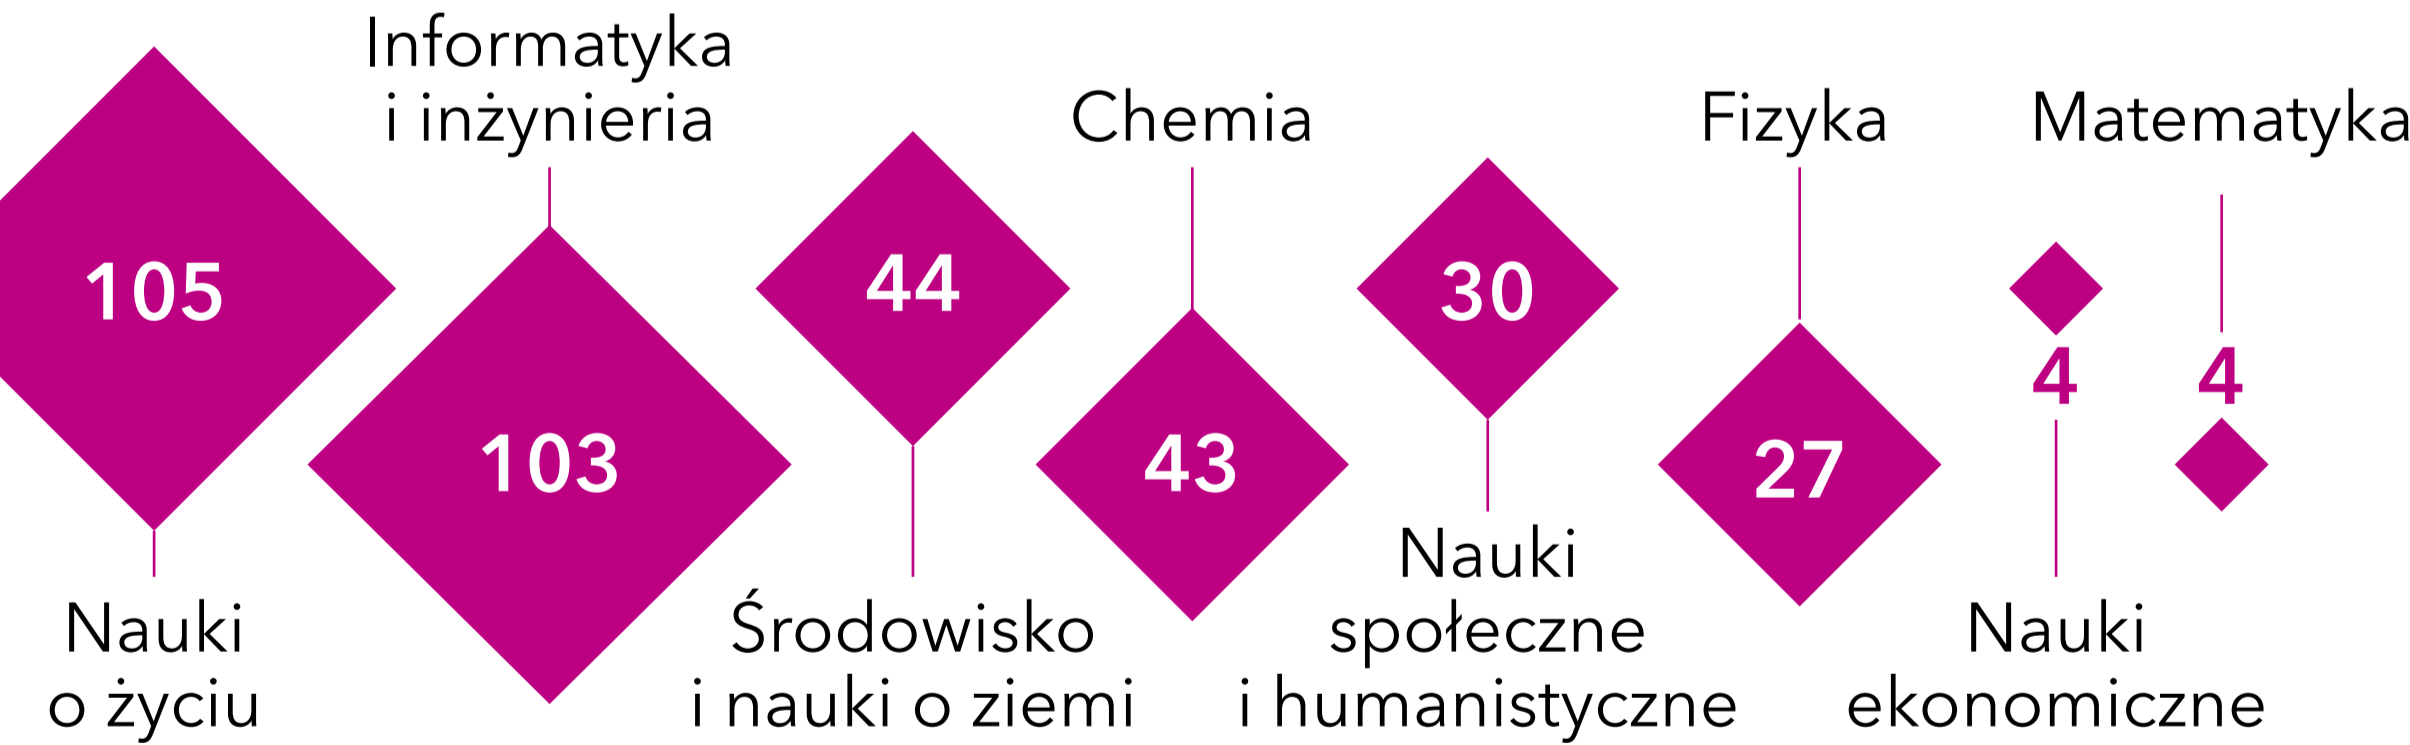 105
Nauki
o życiu
Informatyka
i inżynieria
103
44
Środowisko
i nauki o ziemi
Chemia
43
30
Nauki
społeczne
i humanistyczne
Fizyka
27
4
Nauki
ekonomiczne
Matematyka
4